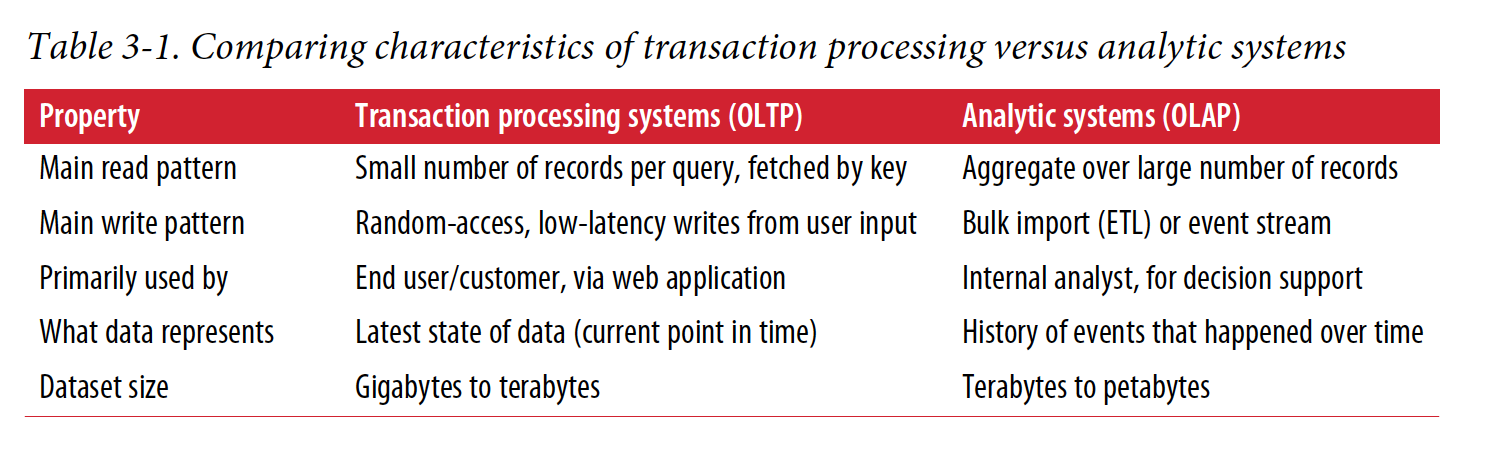 Table 3-1. Comparing characteristics of transaction processing versus analytic systems
Property Transaction processing systems (OLTP) Analytic systems (OLAP)
Main read pattern Small number of records per query, fetched by key Aggregate over large number of records
Main write pattern Random-access, low-latency writes from user input Bulk import (ETL) or event stream
Primarily used by End user/customer, via web application Internal analyst, for decision support
What data represents Latest state of data (current point in time) History of events that happened over time
Dataset size Gigabytes to terabytes Terabytes to petabytes